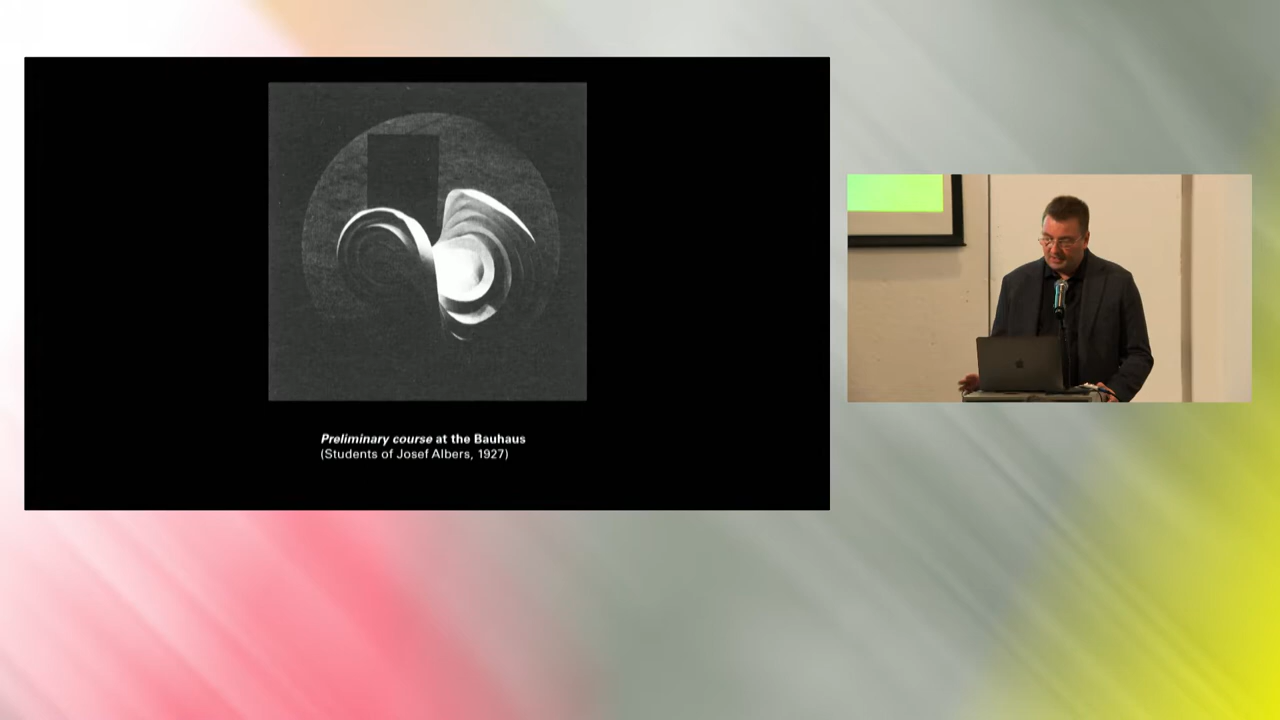 Preliminary course at the Bauhaus
(Students of Josef Albers, 1927)